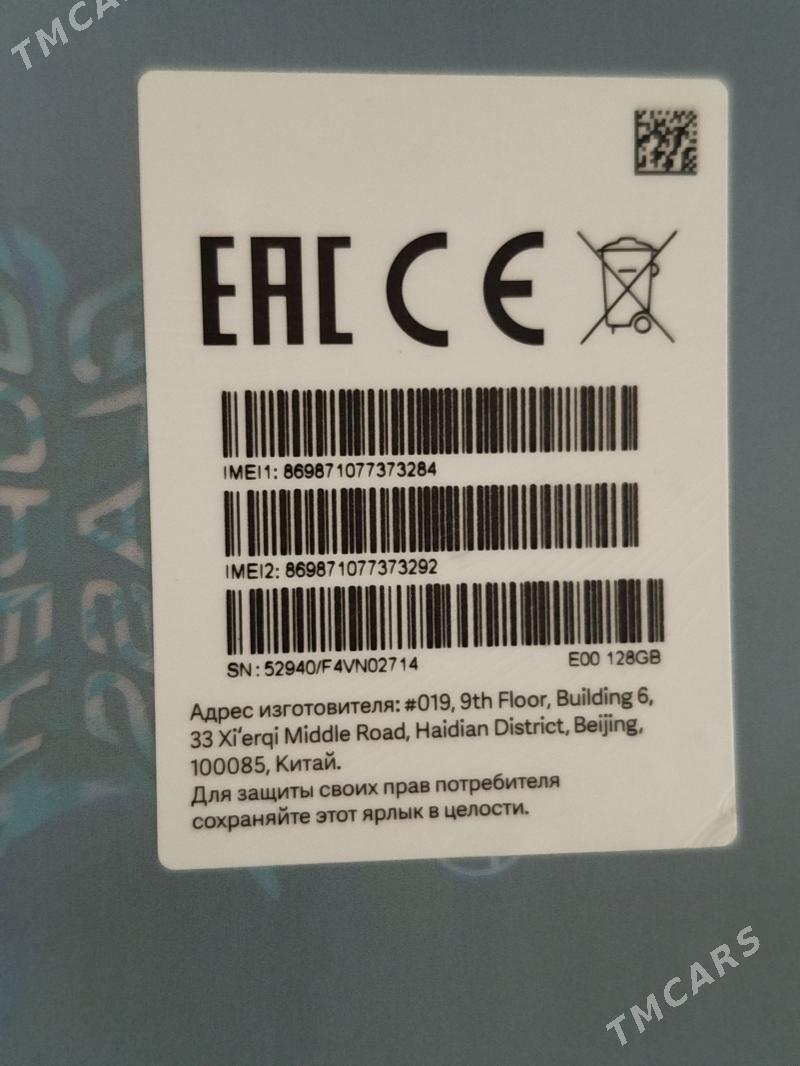 TMCARS
EAC CE
IMEI1: 869871077373284
IMEI2: 869871077373292
SN: 52940/F4VN02714 E00 128GB
Адрес изготовителя: #019, 9th Floor, Building 6,
33 Xi'erqi Middle Road, Haidian District, Beijing,
100085, Китай.
Для защиты своих прав потребителя
сохраняйте этот ярлык в целости.
TMCARS